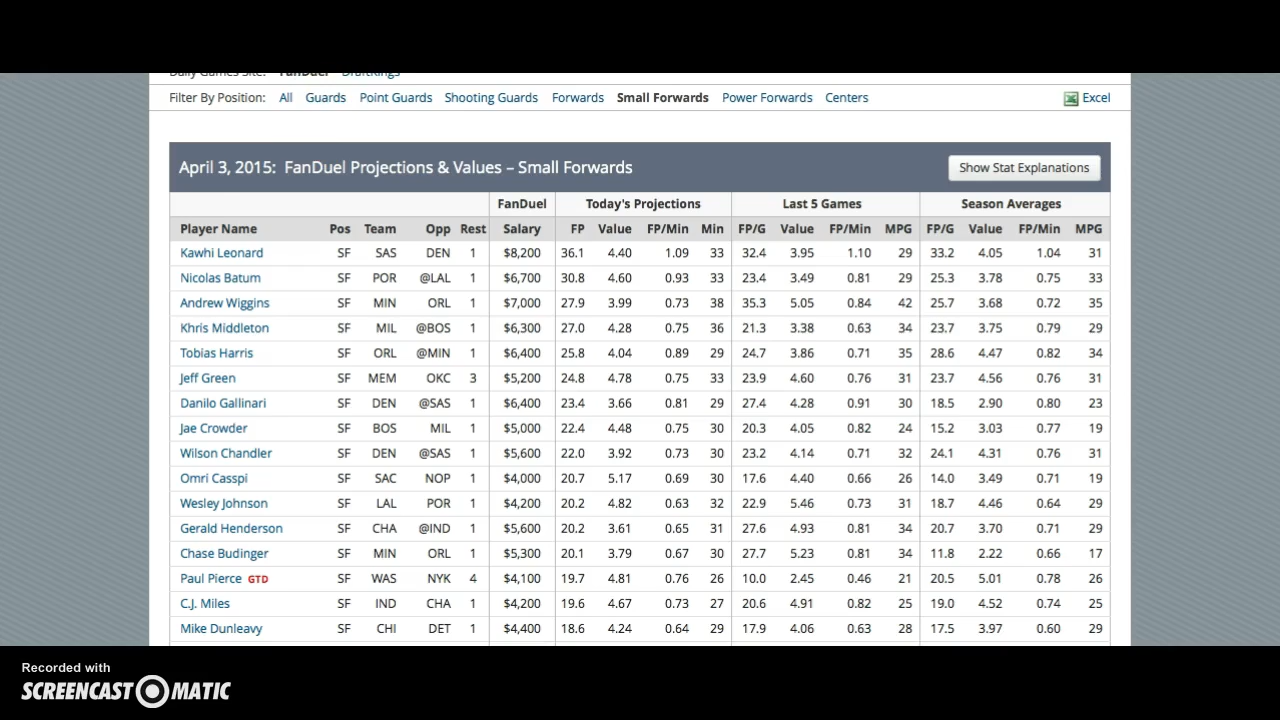 Daily Games Site: FanDuel DraftKings
Filter By Position: All Guards Point Guards Shooting Guards Forwards Small Forwards Power Forwards Centers Excel
April 3, 2015: FanDuel Projections & Values – Small Forwards Show Stat Explanations
FanDuel Today's Projections Last 5 Games Season Averages
Player Name Pos Team Opp Rest Salary FP Value FP/Min Min FP/G Value FP/Min MPG FP/G Value FP/Min MPG
Kawhi Leonard SF SAS DEN 1 $8,200 36.1 4.40 1.09 33 32.4 3.95 1.10 29 33.2 4.05 1.04 31
Nicolas Batum SF POR @LAL 1 $6,700 30.8 4.60 0.93 33 23.4 3.49 0.81 29 25.3 3.78 0.75 33
Andrew Wiggins SF MIN ORL 1 $7,000 27.9 3.99 0.73 38 35.3 5.05 0.84 42 25.7 3.68 0.72 35
Khris Middleton SF MIL @BOS 1 $6,300 27.0 4.28 0.75 36 21.3 3.38 0.63 34 23.7 3.75 0.79 29
Tobias Harris SF ORL @MIN 1 $6,400 25.8 4.04 0.89 29 24.7 3.86 0.71 35 28.6 4.47 0.82 34
Jeff Green SF MEM OKC 3 $5,200 24.8 4.78 0.75 33 23.9 4.60 0.76 31 23.7 4.56 0.76 31
Danilo Gallinari SF DEN @SAS 1 $6,400 23.4 3.66 0.81 29 27.4 4.28 0.91 30 18.5 2.90 0.80 23
Jae Crowder SF BOS MIL 1 $5,000 22.4 4.48 0.75 30 20.3 4.05 0.82 24 15.2 3.03 0.77 19
Wilson Chandler SF DEN @SAS 1 $5,600 22.0 3.92 0.73 30 23.2 4.14 0.71 32 24.1 4.31 0.76 31
Omri Casspi SF SAC NOP 1 $4,000 20.7 5.17 0.69 30 17.6 4.40 0.66 26 14.0 3.49 0.71 19
Wesley Johnson SF LAL POR 1 $4,200 20.2 4.82 0.63 32 22.9 5.46 0.73 31 18.7 4.46 0.64 29
Gerald Henderson SF CHA @IND 1 $5,600 20.2 3.61 0.65 31 27.6 4.93 0.81 34 20.7 3.70 0.71 29
Chase Budinger SF MIN ORL 1 $5,300 20.1 3.79 0.67 30 27.7 5.23 0.81 34 11.8 2.22 0.66 17
Paul Pierce GTD SF WAS NYK 4 $4,100 19.7 4.81 0.76 26 10.0 2.45 0.46 21 20.5 5.01 0.78 26
C.J. Miles SF IND CHA 1 $4,200 19.6 4.67 0.73 27 20.6 4.91 0.82 25 19.0 4.52 0.74 25
Mike Dunleavy SF CHI DET 1 $4,400 18.6 4.24 0.64 29 17.9 4.06 0.63 28 17.5 3.97 0.60 29
Recorded with
SCREENCAST MATIC